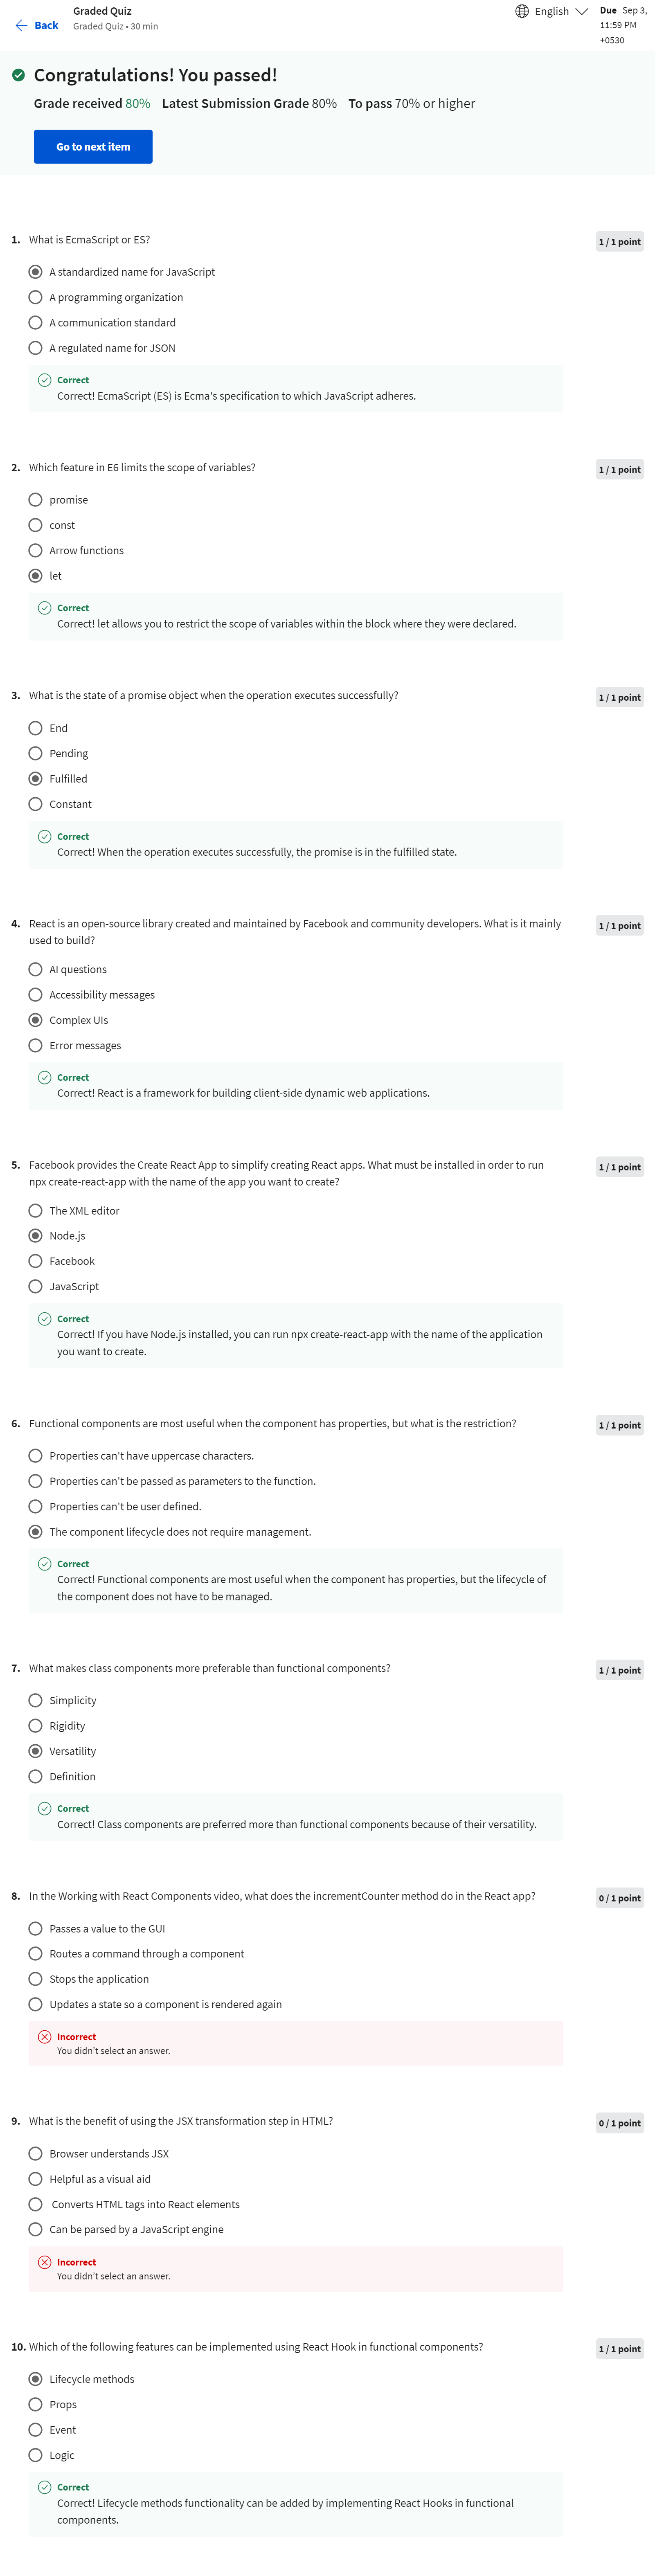 Back
Graded Quiz
Graded Quiz • 30 min
English
Due Sep 3,
11:59 PM
+0530
Congratulations! You passed!
Grade received 80% Latest Submission Grade 80% To pass 70% or higher
Go to next item
1. What is EcmaScript or ES?
1 / 1 point
A standardized name for JavaScript
A programming organization
A communication standard
A regulated name for JSON
Correct
Correct! EcmaScript (ES) is Ecma's specification to which JavaScript adheres.
2. Which feature in E6 limits the scope of variables?
1 / 1 point
promise
const
Arrow functions
let
Correct
Correct! let allows you to restrict the scope of variables within the block where they were declared.
3. What is the state of a promise object when the operation executes successfully?
1 / 1 point
End
Pending
Fulfilled
Constant
Correct
Correct! When the operation executes successfully, the promise is in the fulfilled state.
4. React is an open-source library created and maintained by Facebook and community developers. What is it mainly
used to build?
1 / 1 point
AI questions
Accessibility messages
Complex UIs
Error messages
Correct
Correct! React is a framework for building client-side dynamic web applications.
5. Facebook provides the Create React App to simplify creating React apps. What must be installed in order to run
npx create-react-app with the name of the app you want to create?
1 / 1 point
The XML editor
Node.js
Facebook
JavaScript
Correct
Correct! If you have Node.js installed, you can run npx create-react-app with the name of the application
you want to create.
6. Functional components are most useful when the component has properties, but what is the restriction?
1 / 1 point
Properties can't have uppercase characters.
Properties can't be passed as parameters to the function.
Properties can't be user defined.
The component lifecycle does not require management.
Correct
Correct! Functional components are most useful when the component has properties, but the lifecycle of
the component does not have to be managed.
7. What makes class components more preferable than functional components?
1 / 1 point
Simplicity
Rigidity
Versatility
Definition
Correct
Correct! Class components are preferred more than functional components because of their versatility.
8. In the Working with React Components video, what does the incrementCounter method do in the React app?
0 / 1 point
Passes a value to the GUI
Routes a command through a component
Stops the application
Updates a state so a component is rendered again
Incorrect
You didn't select an answer.
9. What is the benefit of using the JSX transformation step in HTML?
0 / 1 point
Browser understands JSX
Helpful as a visual aid
Converts HTML tags into React elements
Can be parsed by a JavaScript engine
Incorrect
You didn't select an answer.
10. Which of the following features can be implemented using React Hook in functional components?
1 / 1 point
Lifecycle methods
Props
Event
Logic
Correct
Correct! Lifecycle methods functionality can be added by implementing React Hooks in functional
components.